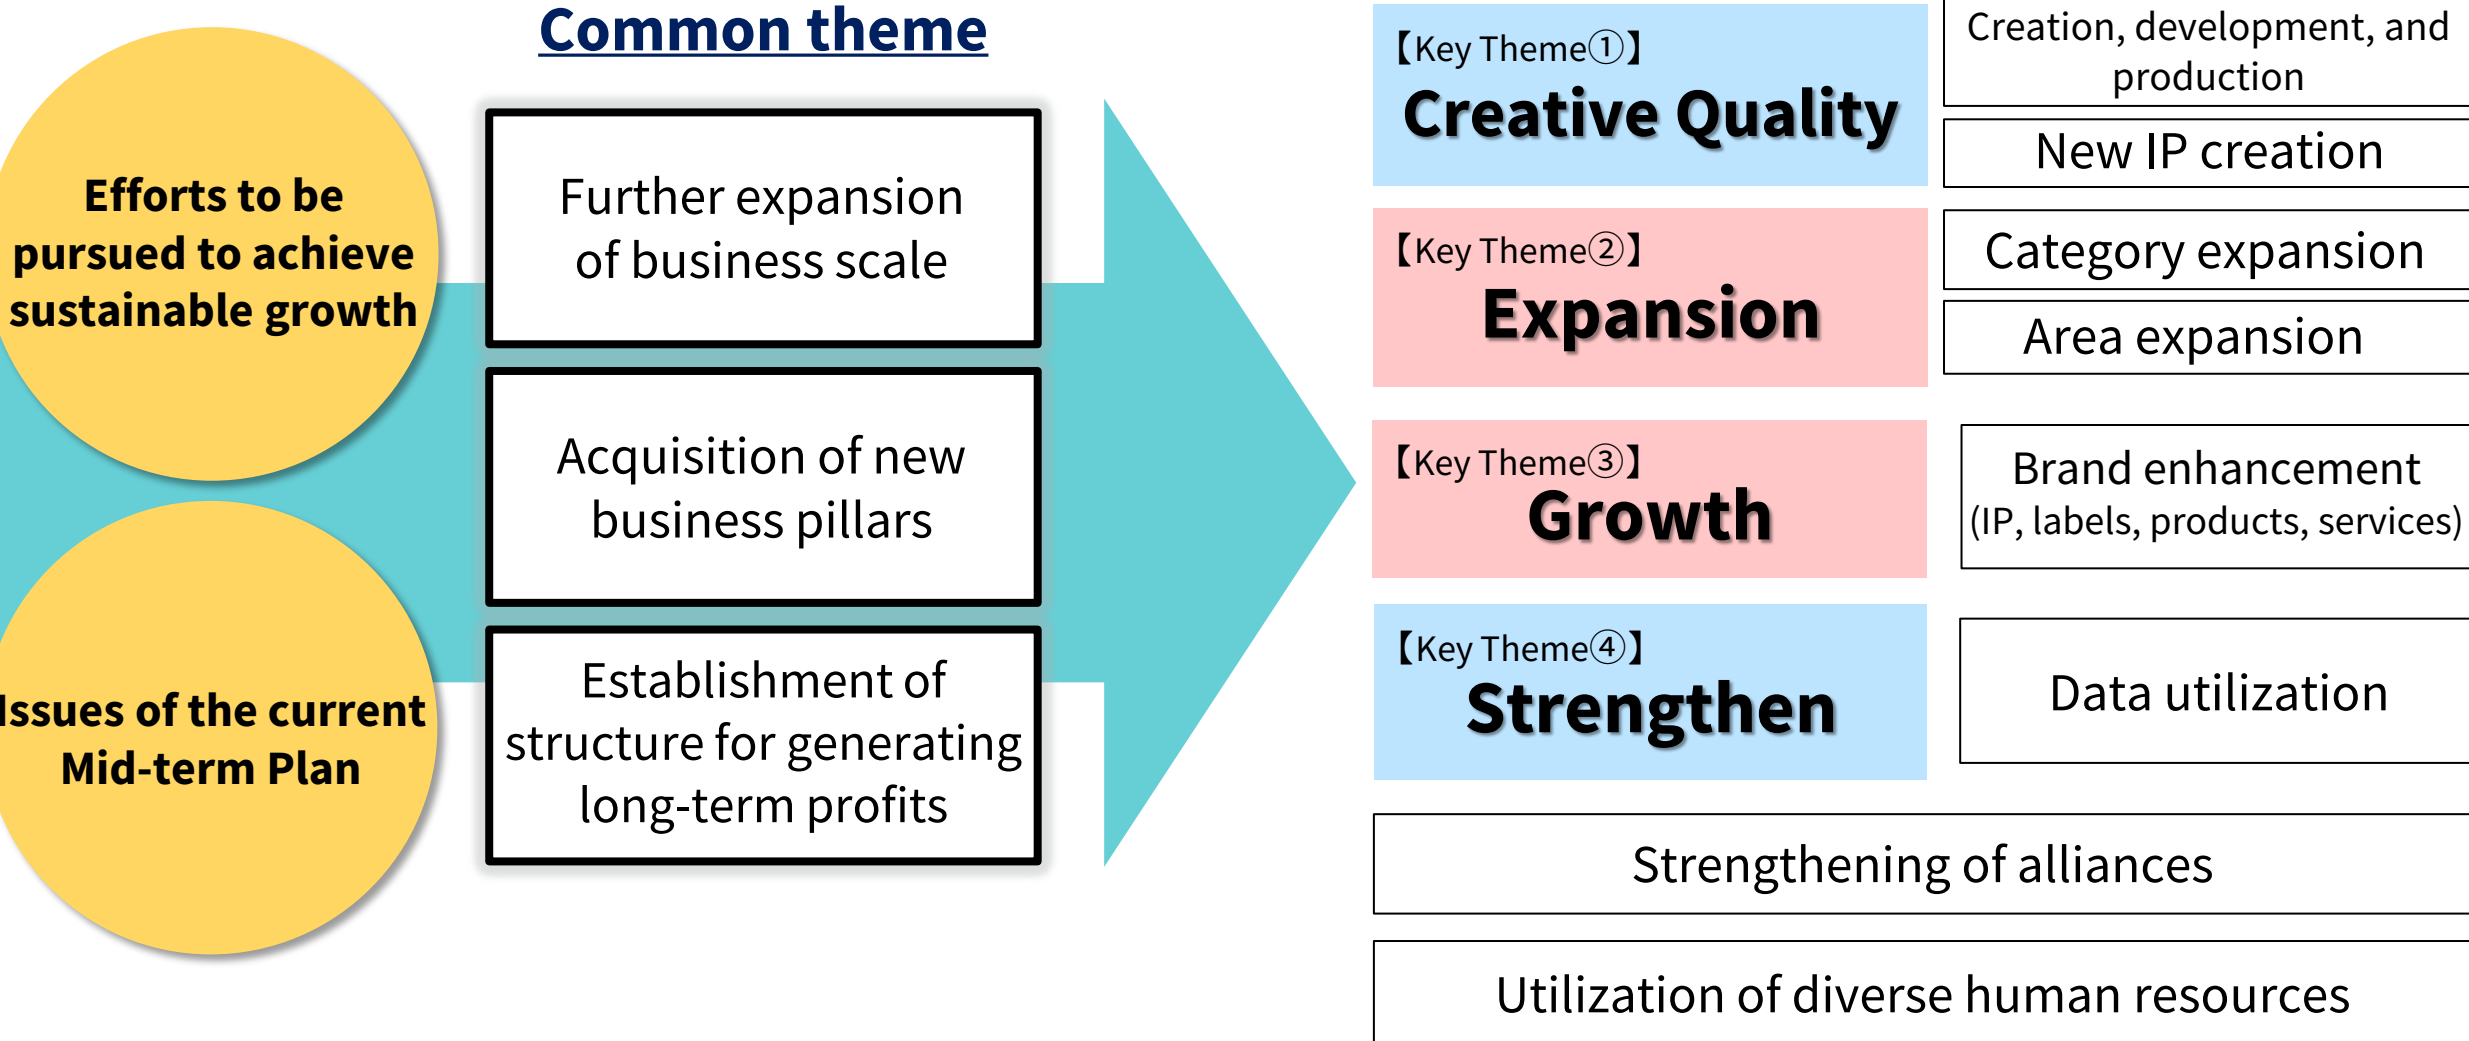 Common theme
Efforts to be
pursued to achieve
sustainable growth
Issues of the current
Mid-term Plan
Further expansion
of business scale
Acquisition of new
business pillars
Establishment of
structure for generating
long-term profits
【Key Theme①】
Creative Quality
Creation, development, and
production
New IP creation
【Key Theme②】
Expansion
Category expansion
Area expansion
【Key Theme③】
Growth
Brand enhancement
(IP, labels, products, services)
【Key Theme④】
Strengthen
Data utilization
Strengthening of alliances
Utilization of diverse human resources